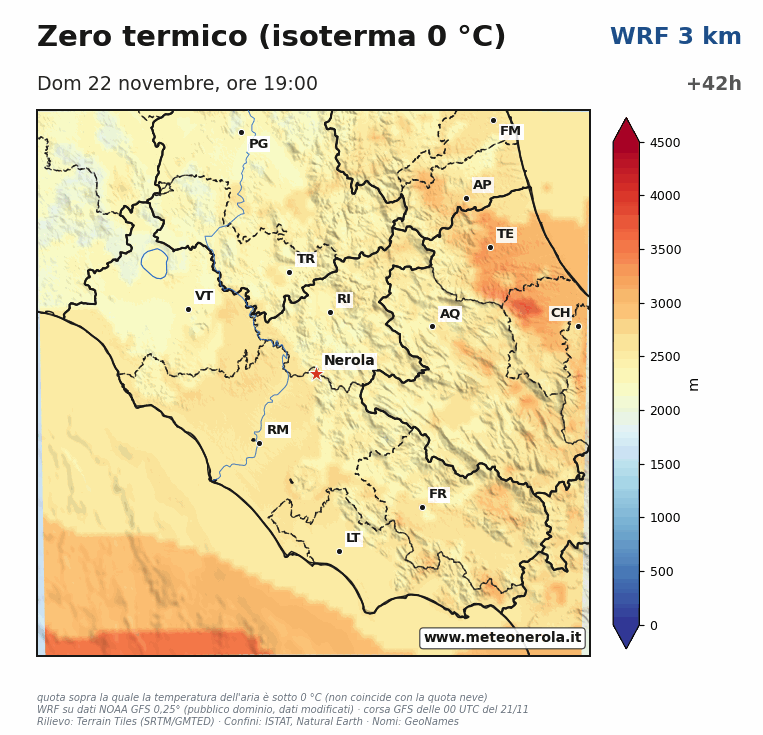 Zero termico (isoterma 0 °C)
WRF 3 km
Dom 22 novembre, ore 19:00
+42h
FM
PG
AP
TE
TR
VT
RI
AQ
CH
Nerola
RM
FR
LT
4500
4000
3500
3000
2500
2000
1500
1000
500
0
m
www.meteonerola.it
quota sopra la quale la temperatura dell'aria è sotto 0 °C (non coincide con la quota neve)
WRF su dati NOAA GFS 0,25° (pubblico dominio, dati modificati) · corsa GFS delle 00 UTC del 21/11
Rilievo: Terrain Tiles (SRTM/GMTED) · Confini: ISTAT, Natural Earth · Nomi: GeoNames